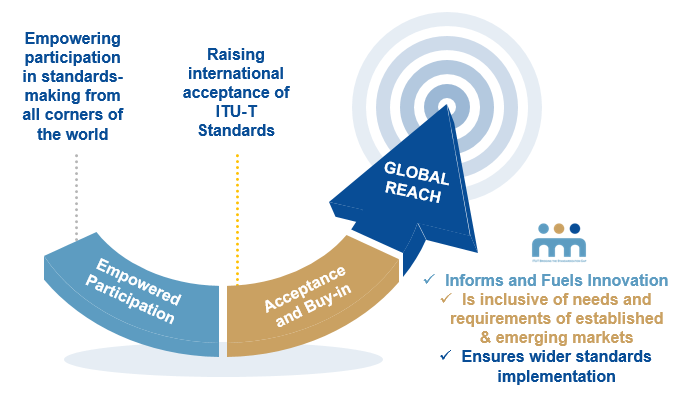 Empowering
participation
in standards-
making from
all corners of
the world
Raising
international
acceptance of
ITU-T
Standards
GLOBAL
REACH
Empowered
Participation
Acceptance
and Buy-in
✓ Informs and Fuels Innovation
✓ Is inclusive of needs and
requirements of established
& emerging markets
✓ Ensures wider standards
implementation